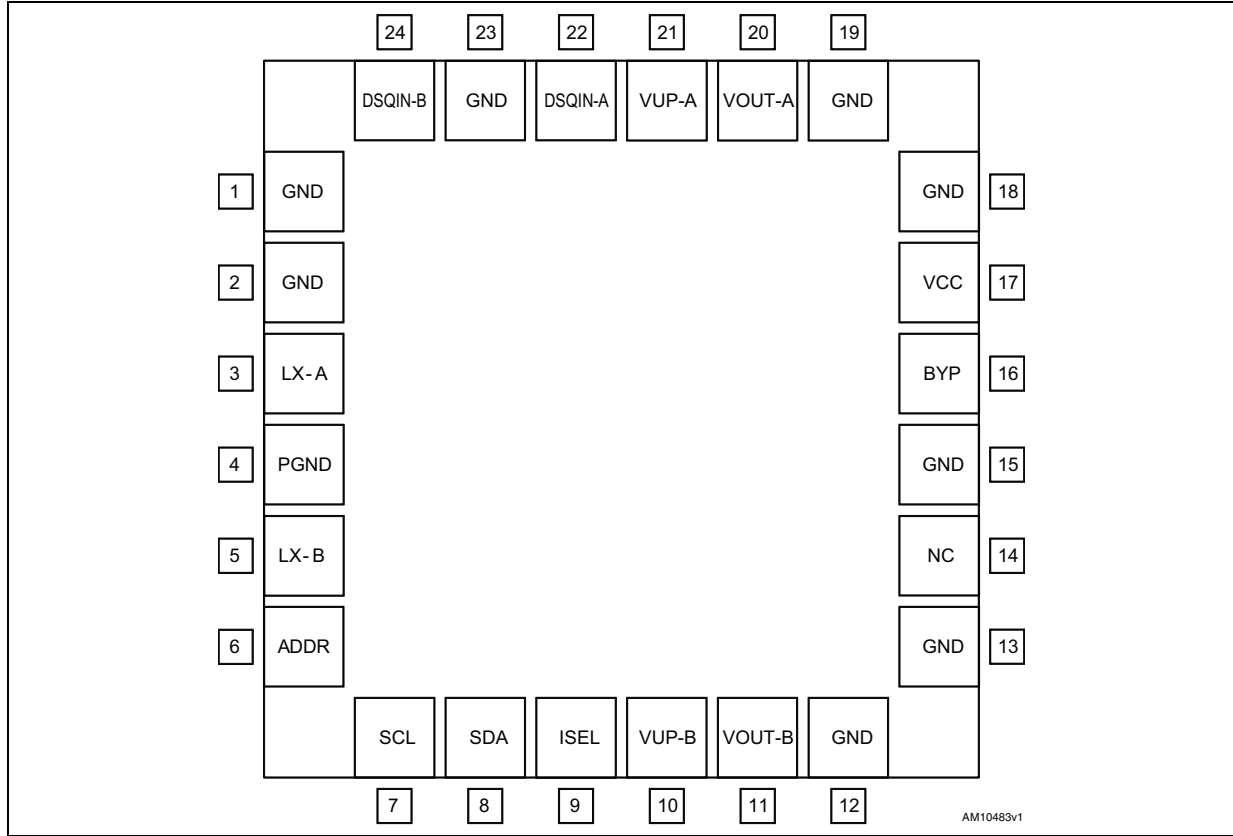 24 23 22 21 20 19
DSQIN-B GND DSQIN-A VUP-A VOUT-A GND
1 GND GND 18
2 GND VCC 17
3 LX-A BYP 16
4 PGND GND 15
5 LX-B NC 14
6 ADDR GND 13
SCL SDA ISEL VUP-B VOUT-B GND
7 8 9 10 11 12
AM10483v1